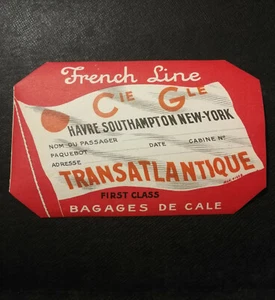 French Line
Cie Gle
HAVRE SOUTHAMPTON NEW-YORK
NOM DU PASSAGER DATE CABINE No
PAQUEBOT
ADRESSE
TRANSATLANTIQUE
FIRST CLASS
BAGAGES DE CALE